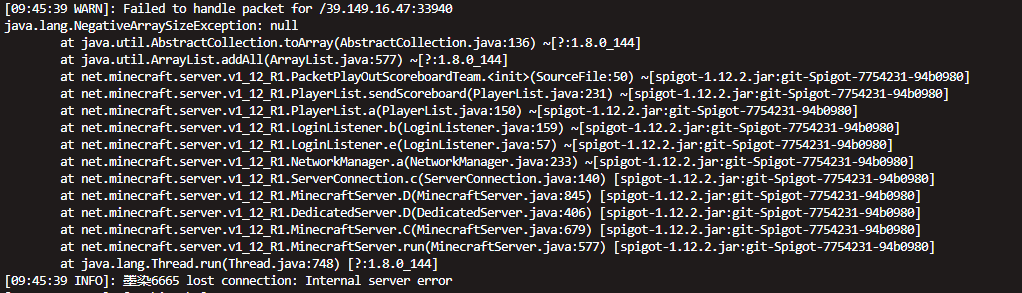 [09:45:39 WARN]: Failed to handle packet for /39.149.16.47:33940
java.lang.NegativeArraySizeException: null
        at java.util.AbstractCollection.toArray(AbstractCollection.java:136) ~[?:1.8.0_144]
        at java.util.ArrayList.addAll(ArrayList.java:577) ~[?:1.8.0_144]
        at net.minecraft.server.v1_12_R1.PacketPlayOutScoreboardTeam.<init>(SourceFile:50) ~[spigot-1.12.2.jar:git-Spigot-7754231-94b0980]
        at net.minecraft.server.v1_12_R1.PlayerList.sendScoreboard(PlayerList.java:231) ~[spigot-1.12.2.jar:git-Spigot-7754231-94b0980]
        at net.minecraft.server.v1_12_R1.PlayerList.a(PlayerList.java:150) ~[spigot-1.12.2.jar:git-Spigot-7754231-94b0980]
        at net.minecraft.server.v1_12_R1.LoginListener.b(LoginListener.java:159) ~[spigot-1.12.2.jar:git-Spigot-7754231-94b0980]
        at net.minecraft.server.v1_12_R1.LoginListener.e(LoginListener.java:57) ~[spigot-1.12.2.jar:git-Spigot-7754231-94b0980]
        at net.minecraft.server.v1_12_R1.NetworkManager.a(NetworkManager.java:233) ~[spigot-1.12.2.jar:git-Spigot-7754231-94b0980]
        at net.minecraft.server.v1_12_R1.ServerConnection.c(ServerConnection.java:140) [spigot-1.12.2.jar:git-Spigot-7754231-94b0980]
        at net.minecraft.server.v1_12_R1.MinecraftServer.D(MinecraftServer.java:845) [spigot-1.12.2.jar:git-Spigot-7754231-94b0980]
        at net.minecraft.server.v1_12_R1.DedicatedServer.D(DedicatedServer.java:406) [spigot-1.12.2.jar:git-Spigot-7754231-94b0980]
        at net.minecraft.server.v1_12_R1.MinecraftServer.C(MinecraftServer.java:679) [spigot-1.12.2.jar:git-Spigot-7754231-94b0980]
        at net.minecraft.server.v1_12_R1.MinecraftServer.run(MinecraftServer.java:577) [spigot-1.12.2.jar:git-Spigot-7754231-94b0980]
        at java.lang.Thread.run(Thread.java:748) [?:1.8.0_144]
[09:45:39 INFO]: 墨染6665 lost connection: Internal server error